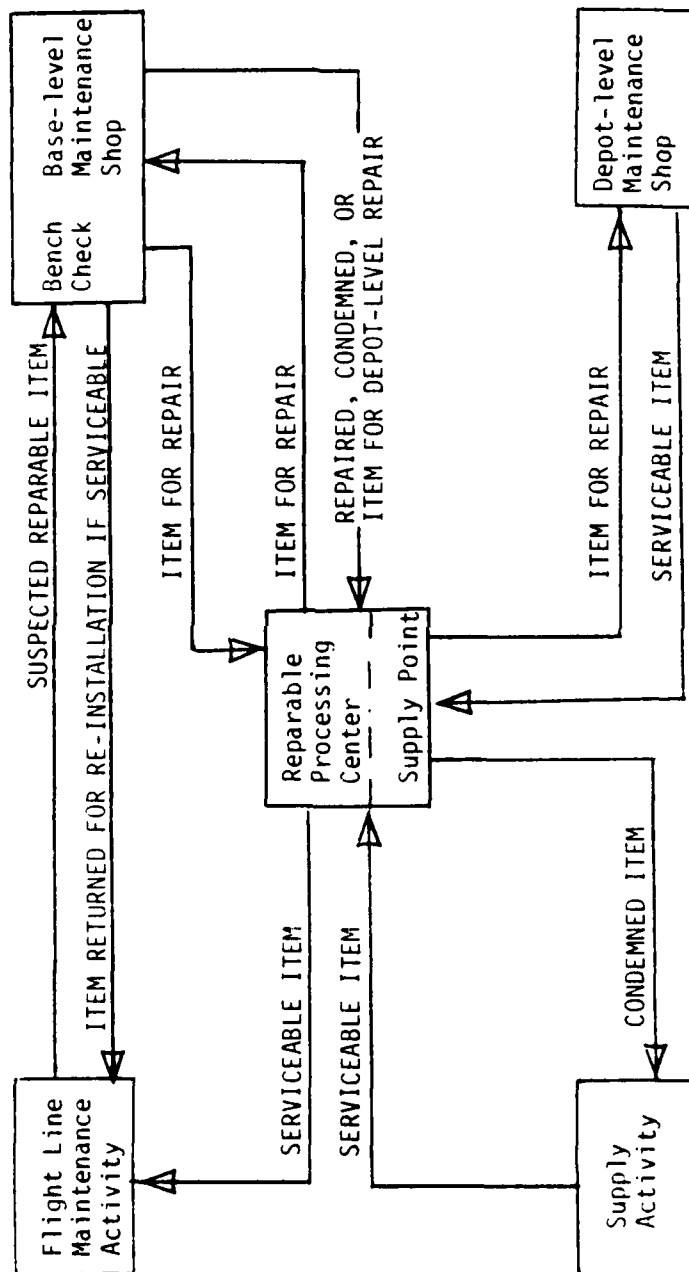 Flight Line
Maintenance
Activity
SUSPECTED REPARABLE ITEM
ITEM RETURNED FOR RE-INSTALLATION IF SERVICEABLE
Bench
Check
Base-level
Maintenance
Shop
ITEM FOR REPAIR
ITEM FOR REPAIR
REPAIRED, CONDEMNED, OR
ITEM FOR DEPOT-LEVEL REPAIR
SERVICEABLE ITEM
SERVICEABLE ITEM
Reparable
Processing
Center
Supply Point
CONDEMNED ITEM
ITEM FOR REPAIR
SERVICEABLE ITEM
Supply
Activity
Depot-level
Maintenance
Shop